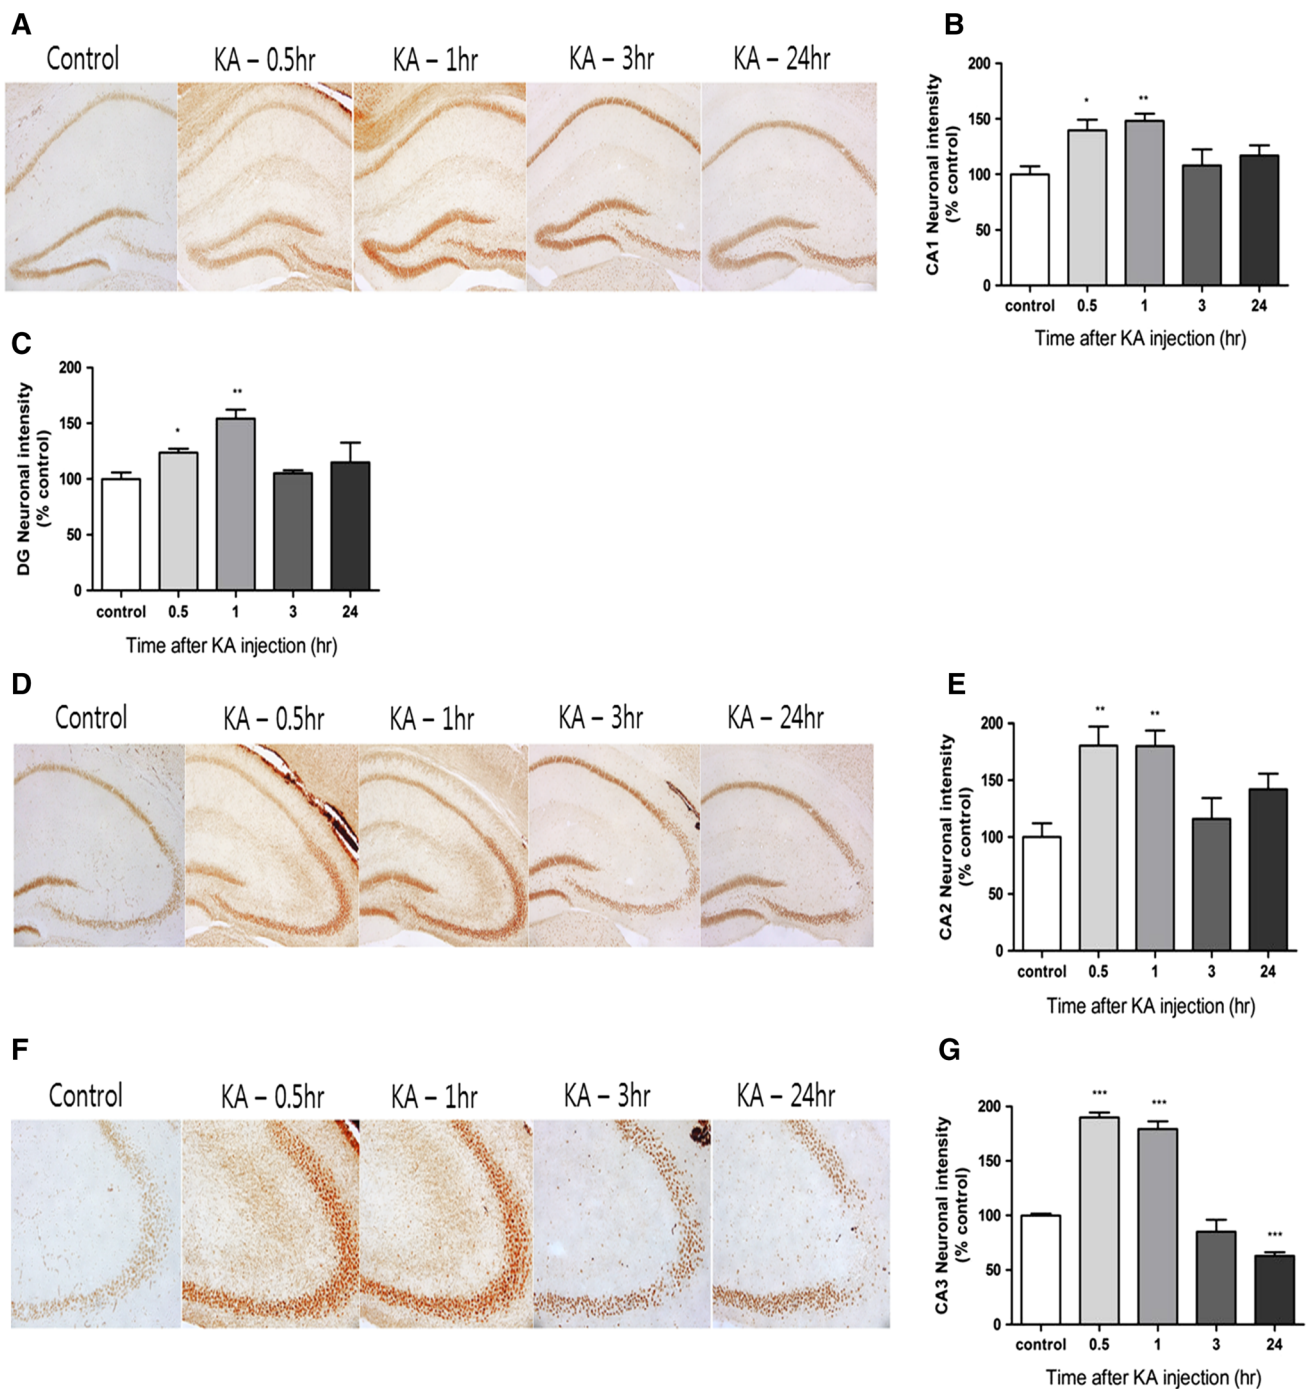 A
Control
KA – 0.5hr
KA – 1hr
KA – 3hr
KA – 24hr
B
CA1 Neuronal intensity
(% control)
200
150
100
50
0
*
**
control
0.5
1
3
24
Time after KA injection (hr)
C
DG Neuronal intensity
(% control)
200
150
100
50
0
*
**
control
0.5
1
3
24
Time after KA injection (hr)
D
Control
KA – 0.5hr
KA – 1hr
KA – 3hr
KA – 24hr
E
CA2 Neuronal intensity
(% control)
200
150
100
50
0
**
**
control
0.5
1
3
24
Time after KA injection (hr)
F
Control
KA – 0.5hr
KA – 1hr
KA – 3hr
KA – 24hr
G
CA3 Neuronal intensity
(% control)
200
150
100
50
0
***
***
***
control
0.5
1
3
24
Time after KA injection (hr)